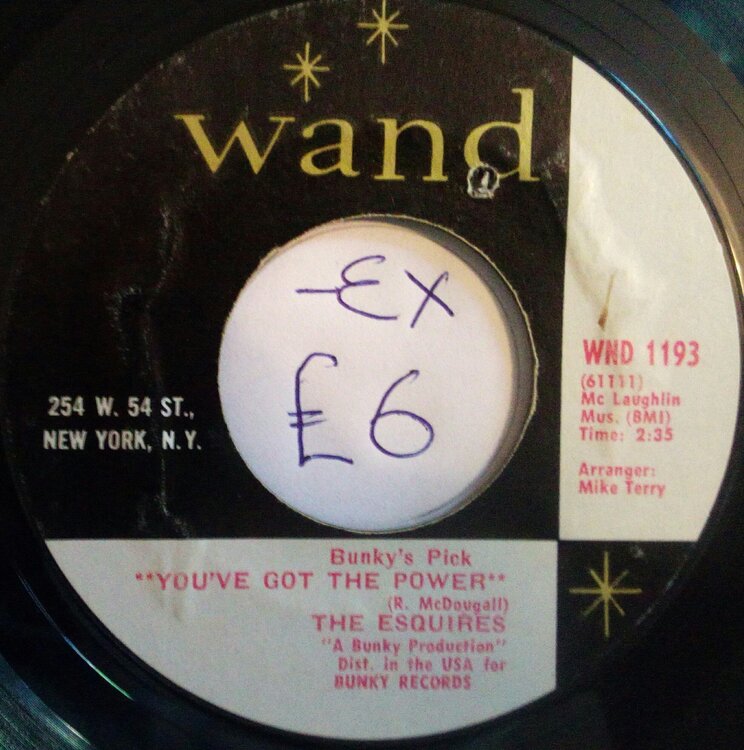 wand
-EX
£6
254 W. 54 ST.,
NEW YORK, N.Y.
WND 1193
(61111)
Mc Laughlin
Mus. (BMI)
Time: 2:35
Arranger:
Mike Terry
Bunky's Pick
"YOU'VE GOT THE POWER"
(R. McDougall)
THE ESQUIRES
"A Bunky Production"
Dist. in the USA for
BUNKY RECORDS